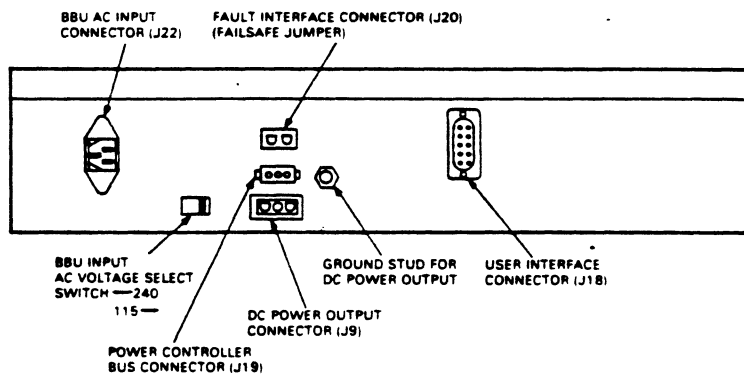 BBU AC INPUT
CONNECTOR (J22)
FAULT INTERFACE CONNECTOR (J20)
(FAILSAFE JUMPER)
BBU INPUT
AC VOLTAGE SELECT
SWITCH — 240
115 —
GROUND STUD FOR
DC POWER OUTPUT
USER INTERFACE
CONNECTOR (J18)
DC POWER OUTPUT
CONNECTOR (J9)
POWER CONTROLLER
BUS CONNECTOR (J19)